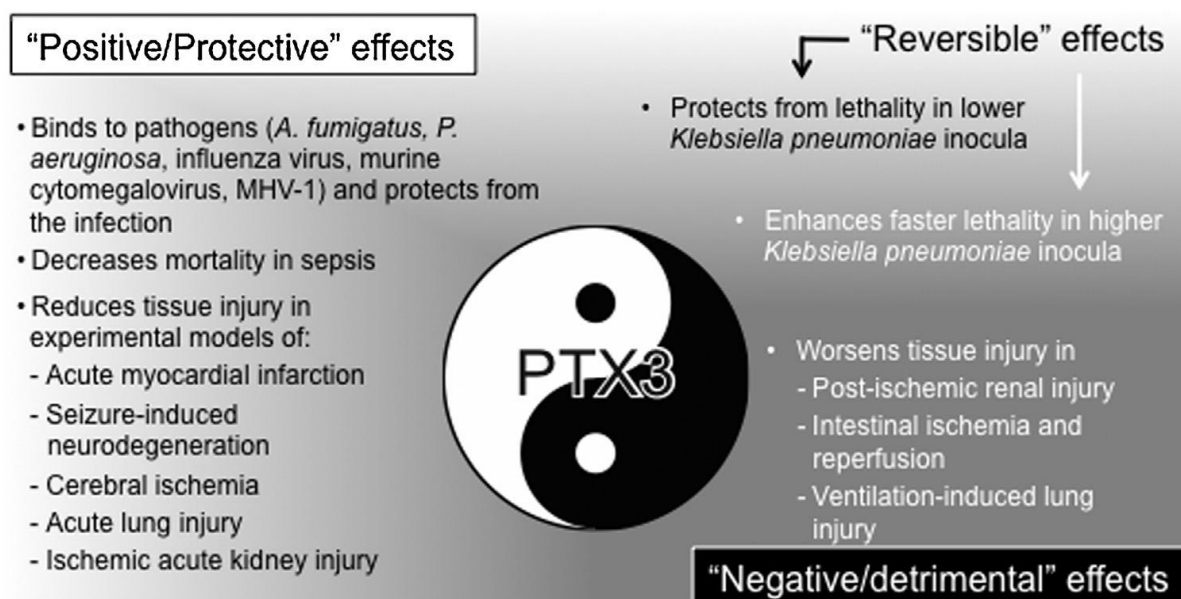 “Positive/Protective” effects
• Binds to pathogens (A. fumigatus, P.
aeruginosa, influenza virus, murine
cytomegalovirus, MHV-1) and protects from
the infection
• Decreases mortality in sepsis
• Reduces tissue injury in
experimental models of:
- Acute myocardial infarction
- Seizure-induced
neurodegeneration
- Cerebral ischemia
- Acute lung injury
- Ischemic acute kidney injury
PTX3
“Reversible” effects
• Protects from lethality in lower
Klebsiella pneumoniae inocula
• Enhances faster lethality in higher
Klebsiella pneumoniae inocula
• Worsens tissue injury in
- Post-ischemic renal injury
- Intestinal ischemia and
reperfusion
- Ventilation-induced lung
injury
“Negative/detrimental” effects